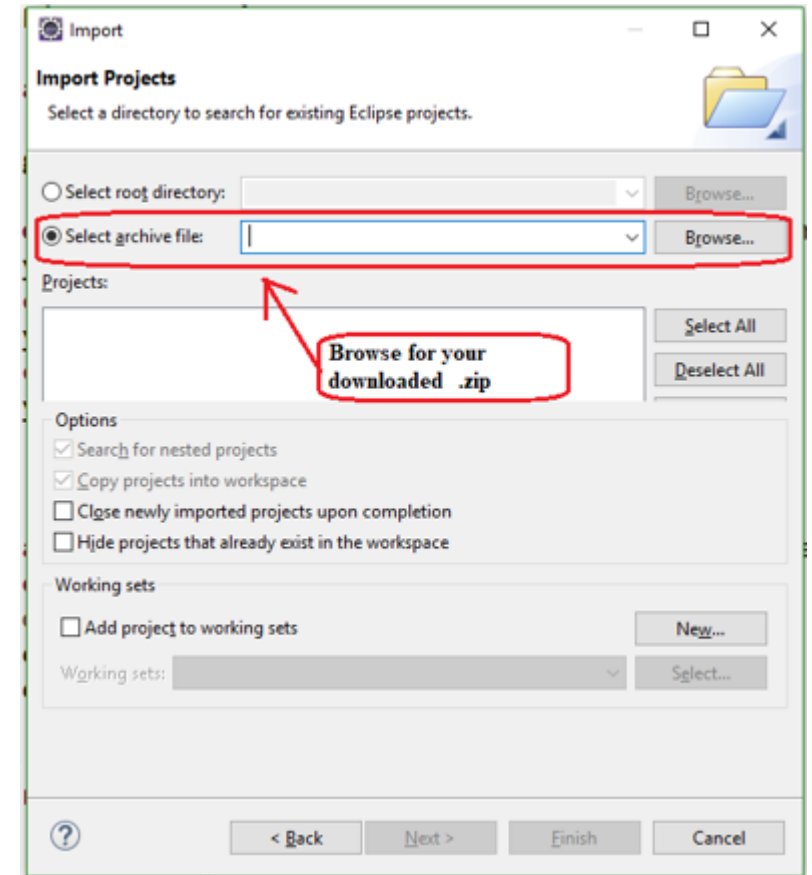 Import
Import Projects
Select a directory to search for existing Eclipse projects.
Select root directory:
Browse...
Select archive file:
Browse...
Projects:
Select All
Browse for your
downloaded .zip
Deselect All
Options
Search for nested projects
Copy projects into workspace
Close newly imported projects upon completion
Hide projects that already exist in the workspace
Working sets
Add project to working sets
New...
Working sets:
Select...
?
< Back
Next >
Finish
Cancel